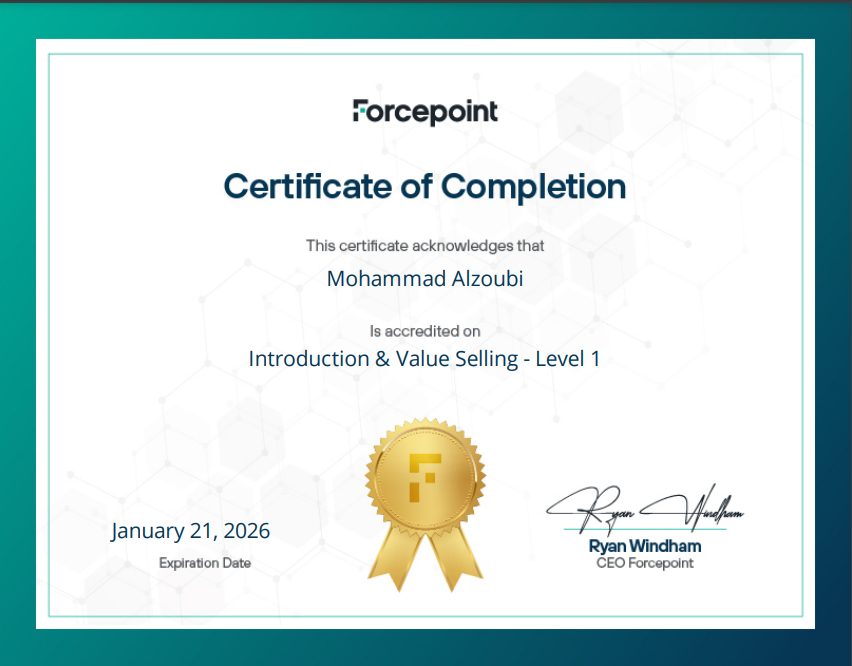 Forcepoint
Certificate of Completion
This certificate acknowledges that
Mohammad Alzoubi
Is accredited on
Introduction & Value Selling - Level 1
January 21, 2026
Expiration Date
Ryan Windham
Ryan Windham
CEO Forcepoint